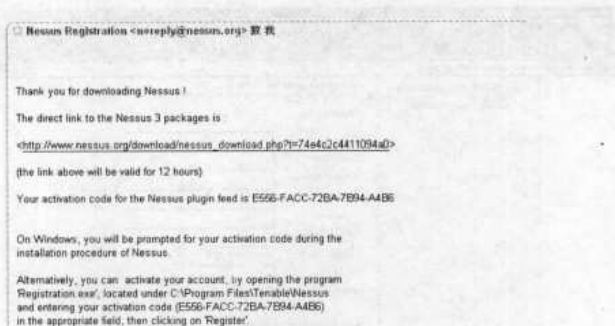 Nessus Registration <noreply@nessus.org> 致 我
Thank you for downloading Nessus !
The direct link to the Nessus 3 packages is :
<http://www.nessus.org/download/nessus_download.php?t=74e4c2c4411094a0>
(the link above will be valid for 12 hours)
Your activation code for the Nessus plugin feed is E556-FACC-72BA-7B94-A4B6
On Windows, you will be prompted for your activation code during the
installation procedure of Nessus.
Alternatively, you can activate your account, by opening the program
'Registration.exe', located under C:\Program Files\Tenable\Nessus
and entering your activation code (E556-FACC-72BA-7B94-A4B6)
in the appropriate field, then clicking on 'Register'.